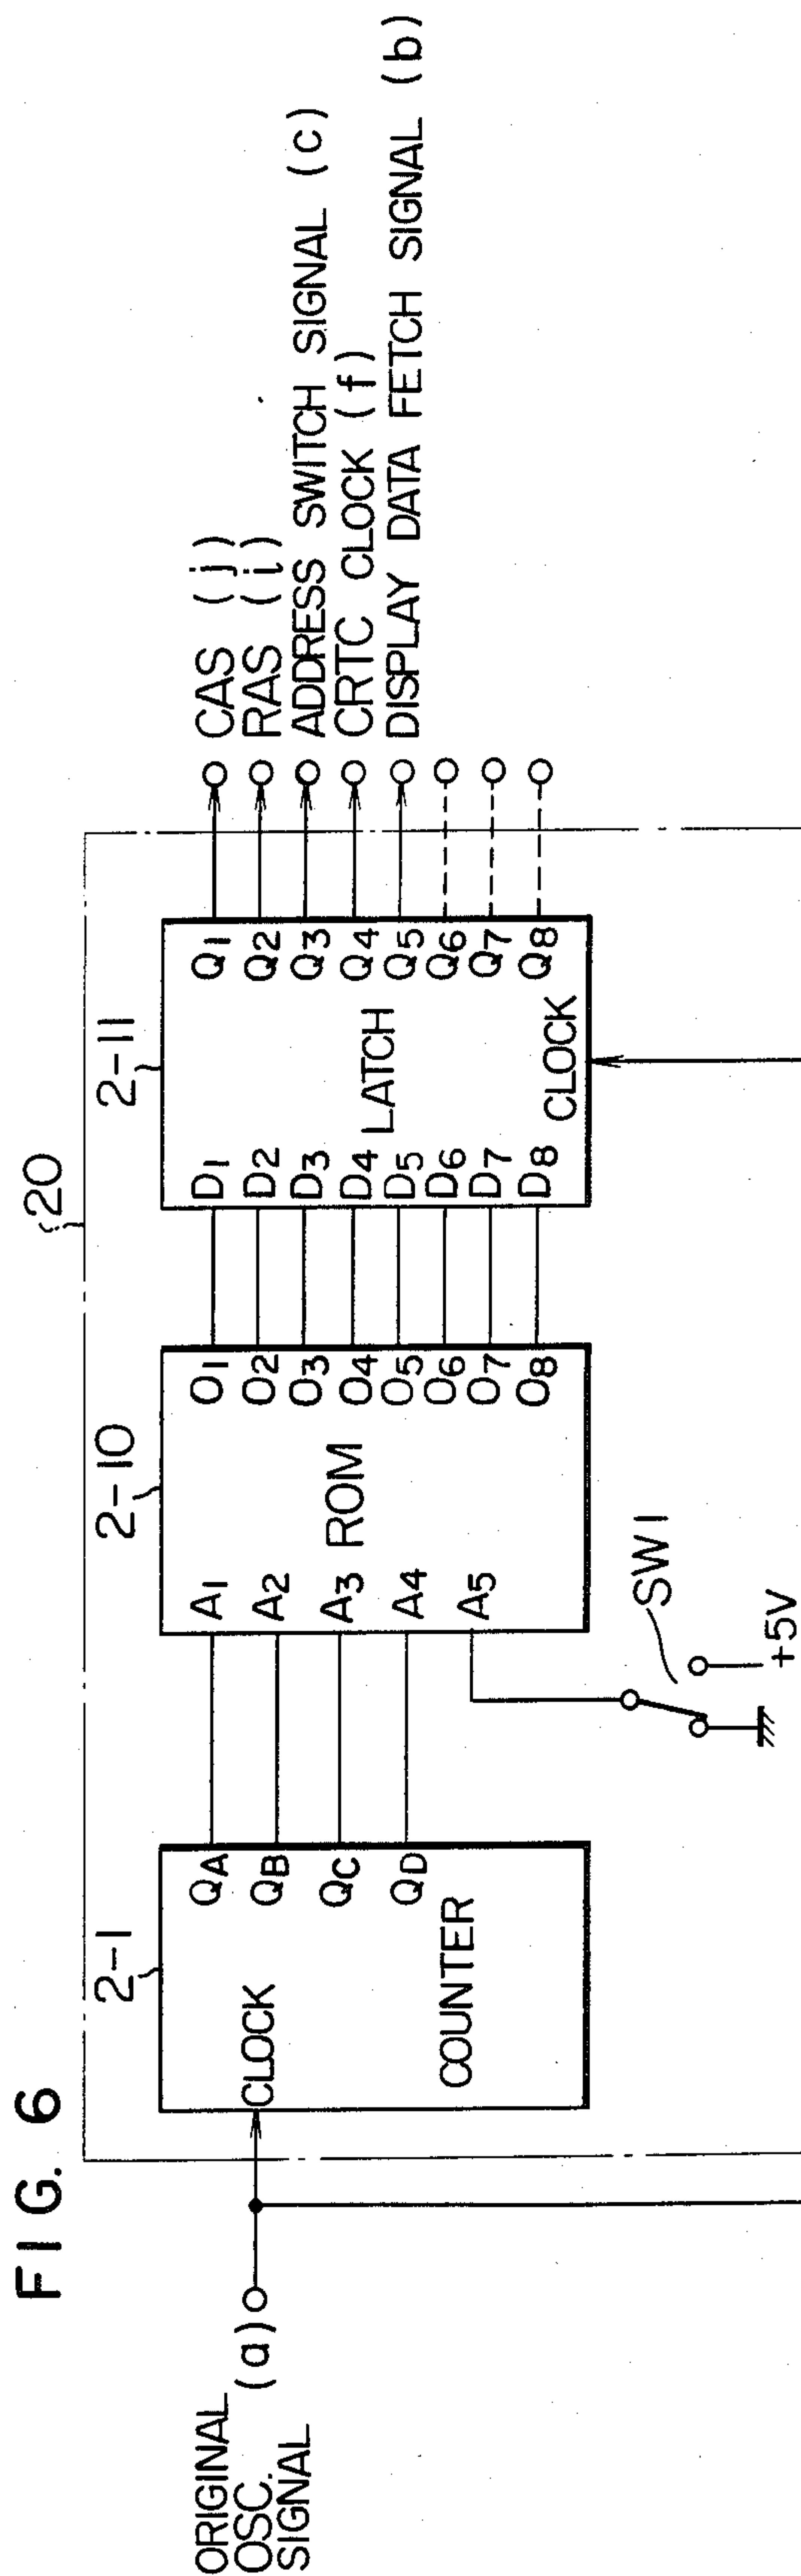 FIG. 6
20
ORIGINAL
OSC.
SIGNAL
(a)
2-1
CLOCK
COUNTER
QA
QB
QC
QD
2-10
A1
A2
A3
A4
A5
ROM
O1
O2
O3
O4
O5
O6
O7
O8
SW1
+5V
2-11
D1
D2
D3
D4
D5
D6
D7
D8
LATCH
CLOCK
Q1
Q2
Q3
Q4
Q5
Q6
Q7
Q8
CAS (j)
RAS (i)
ADDRESS SWITCH SIGNAL (c)
CRTC CLOCK (f)
DISPLAY DATA FETCH SIGNAL (b)